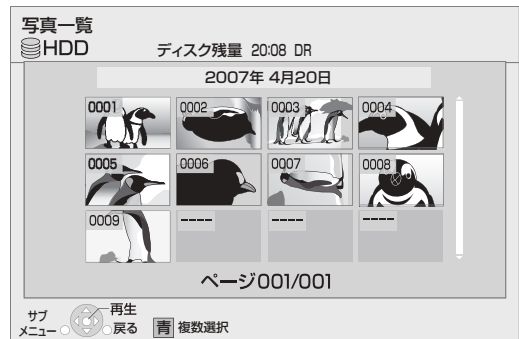 写真一覧
HDD ディスク残量 20:08 DR
2007年 4月20日
0001 0002 0003 0004
0005 0006 0007 0008
0009 ---- ---- ----
ページ001/001
サブ
メニュー
再生
戻る
青 複数選択